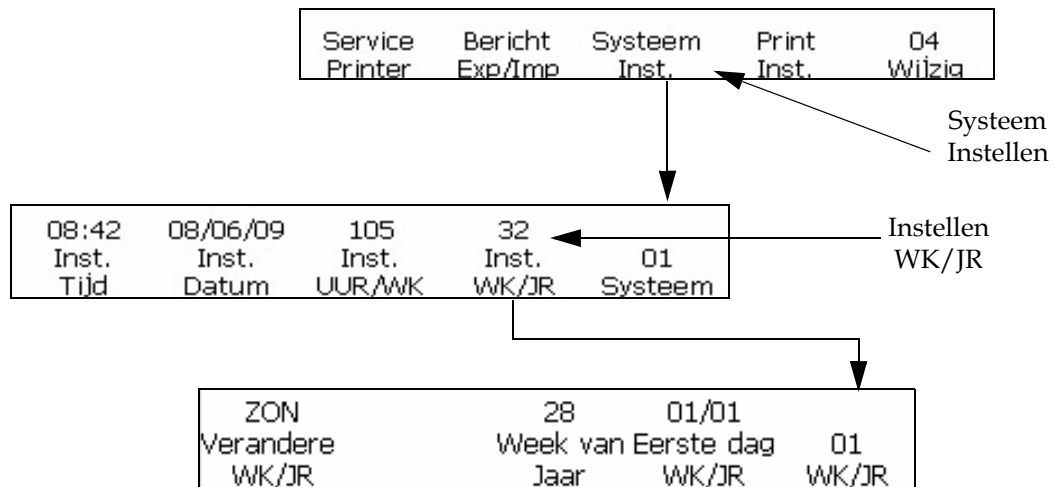 Service Bericht Systeem Print 04
Printer Exp/Imp Inst. Inst. Wijzig
Systeem
Instellen
08:42 08/06/09 105 32
Inst. Inst. Inst. Inst. 01
Tijd Datum UUR/WK WK/JR Systeem
Instellen
WK/JR
ZON 28 01/01
Verandere Week van Eerste dag 01
WK/JR Jaar WK/JR WK/JR